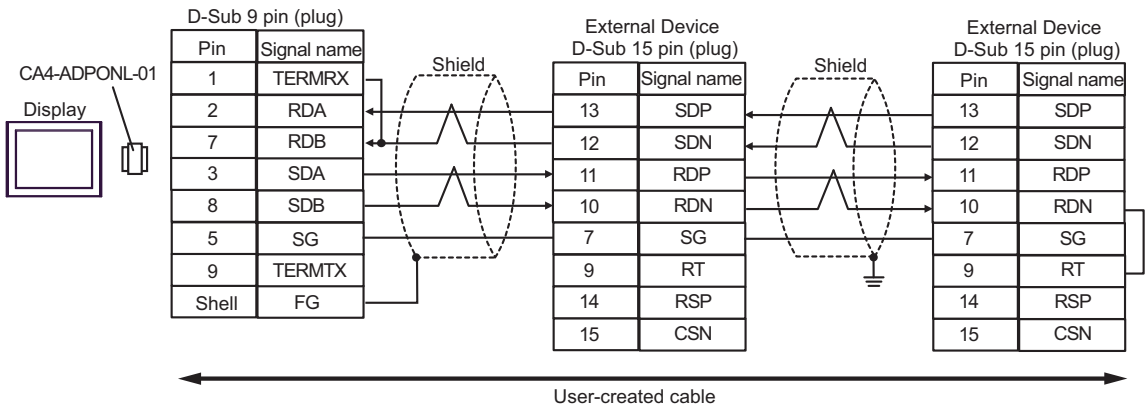 D-Sub 9 pin (plug)
External Device
D-Sub 15 pin (plug)
External Device
D-Sub 15 pin (plug)
CA4-ADPONL-01
Display
Shield
Shield
Pin Signal name
1 TERMRX
2 RDA
7 RDB
3 SDA
8 SDB
5 SG
9 TERMTX
Shell FG
Pin Signal name
13 SDP
12 SDN
11 RDP
10 RDN
7 SG
9 RT
14 RSP
15 CSN
Pin Signal name
13 SDP
12 SDN
11 RDP
10 RDN
7 SG
9 RT
14 RSP
15 CSN
User-created cable